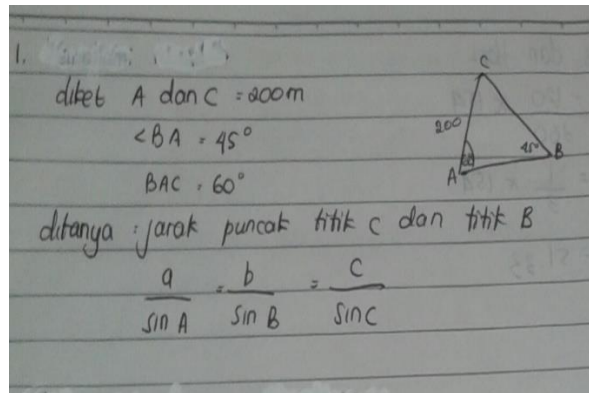 1.
diket A dan C = 200m
<BA = 45°
BAC = 60°
C
200
60
45°
A
B
ditanya : jarak puncak titik C dan titik B
a/sin A = b/sin B = c/sin C